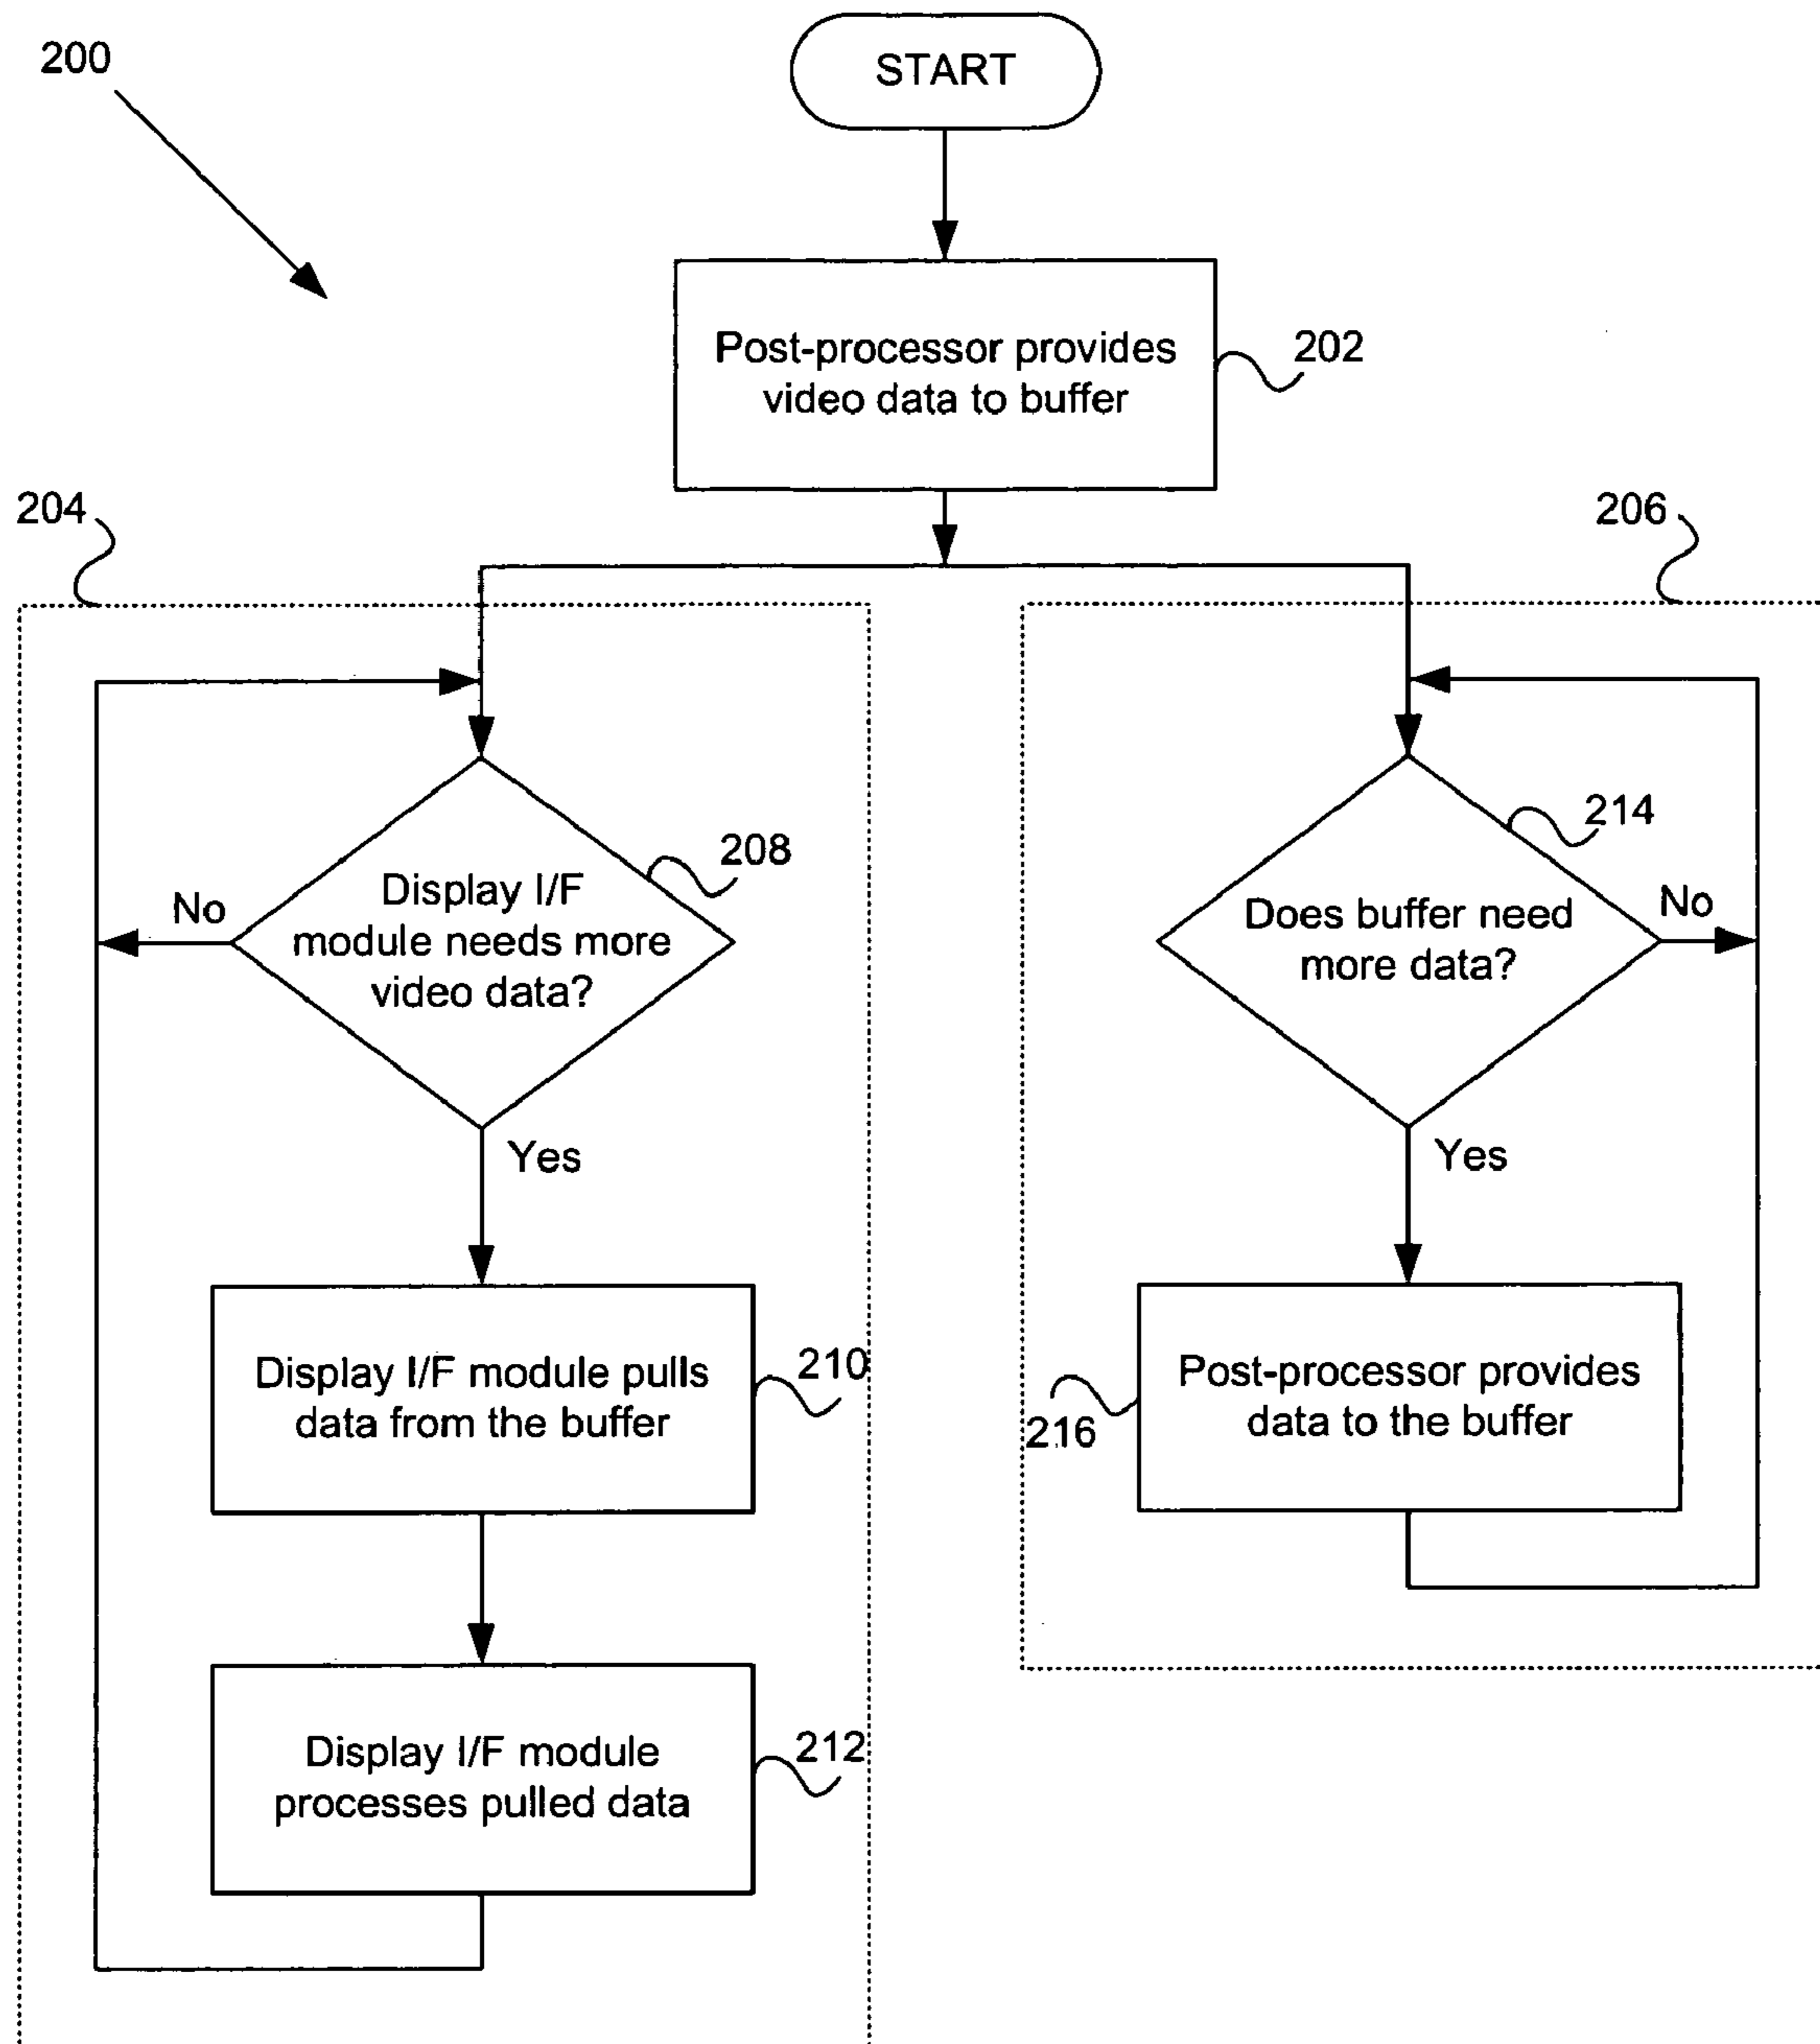 200
START
Post-processor provides
video data to buffer
202
204
206
208
Display I/F
module needs more
video data?
No
Yes
214
Does buffer need
more data?
No
Yes
Display I/F module pulls
data from the buffer
210
216
Post-processor provides
data to the buffer
Display I/F module
processes pulled data
212